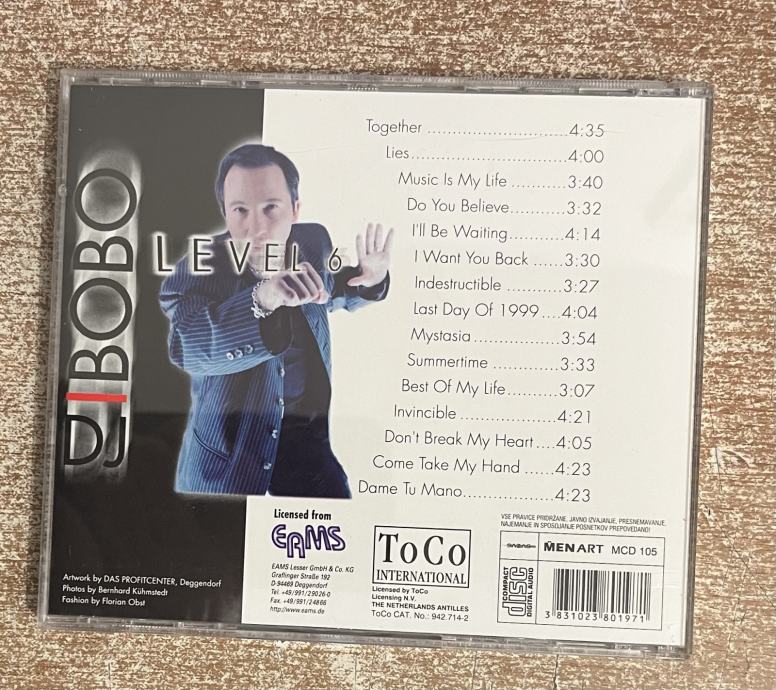 DJ BOBO
LEVEL 6
Together ............................4:35
Lies.......................................4:00
Music Is My Life ...........3:40
Do You Believe............3:32
I'll Be Waiting............4:14
I Want You Back ......3:30
Indestructible ............3:27
Last Day Of 1999....4:04
Mystasia..................3:54
Summertime ..............3:33
Best Of My Life..........3:07
Invincible ....................4:21
Don't Break My Heart....4:05
Come Take My Hand ......4:23
Dame Tu Mano...................4:23
Artwork by DAS PROFITCENTER, Deggendorf
Photos by Bernhard Kühmstedt
Fashion by Florian Obst
Licensed from
EAMS
EAMS Lesser GmbH & Co. KG
Graflinger Straße 192
D-94469 Deggendorf
Tel. +49/991/29026-0
Fax. +49/991/24866
http://www.eams.de
ToCo
INTERNATIONAL
Licensed by ToCo
Licensing N.V.
THE NETHERLANDS ANTILLES
ToCo CAT. No.: 942.714-2
VSE PRAVICE PRIDRŽANE. JAVNO IZVAJANJE, PRESNEMAVANJE,
NAJEMANJE IN SPOSOJANJE POSNETKOV PREPOVEDANO!
MENART MCD 105
COMPACT
disc
DIGITAL AUDIO
3 831023 801971